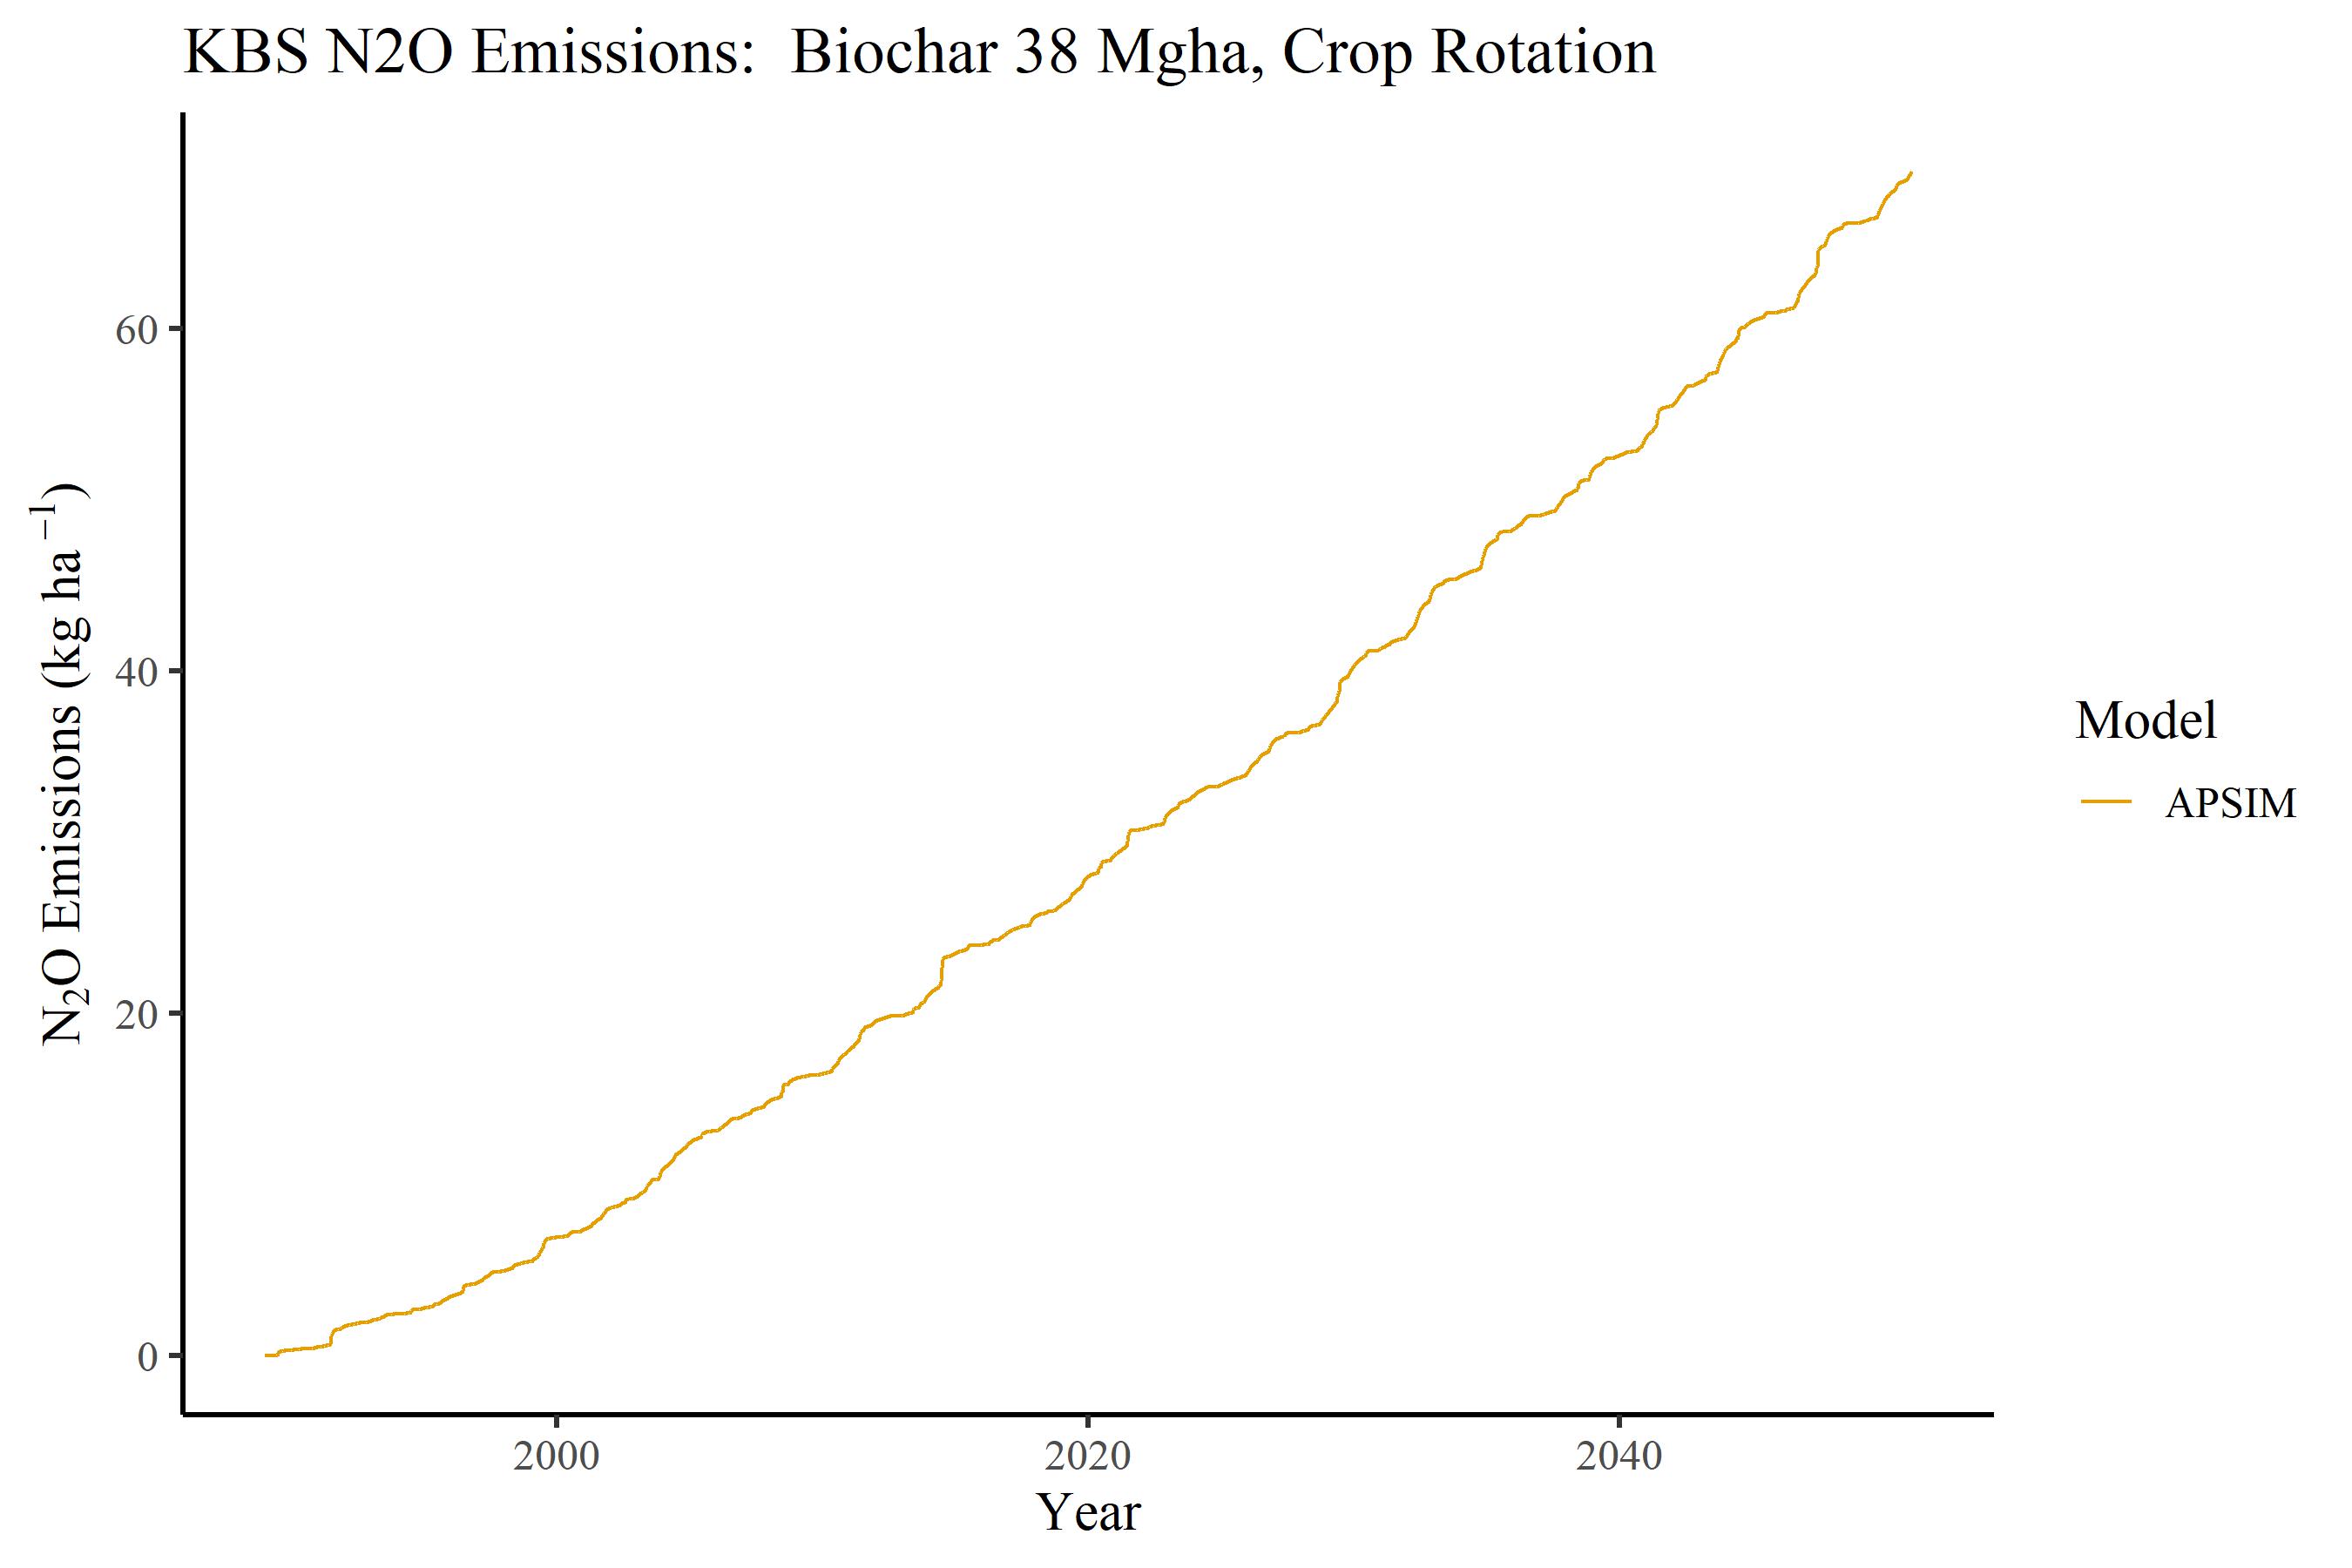 KBS N2O Emissions:  Biochar 38 Mgha, Crop Rotation
N₂O Emissions (kg ha⁻¹)
60
40
20
0
2000 2020 2040
Year
Model
APSIM